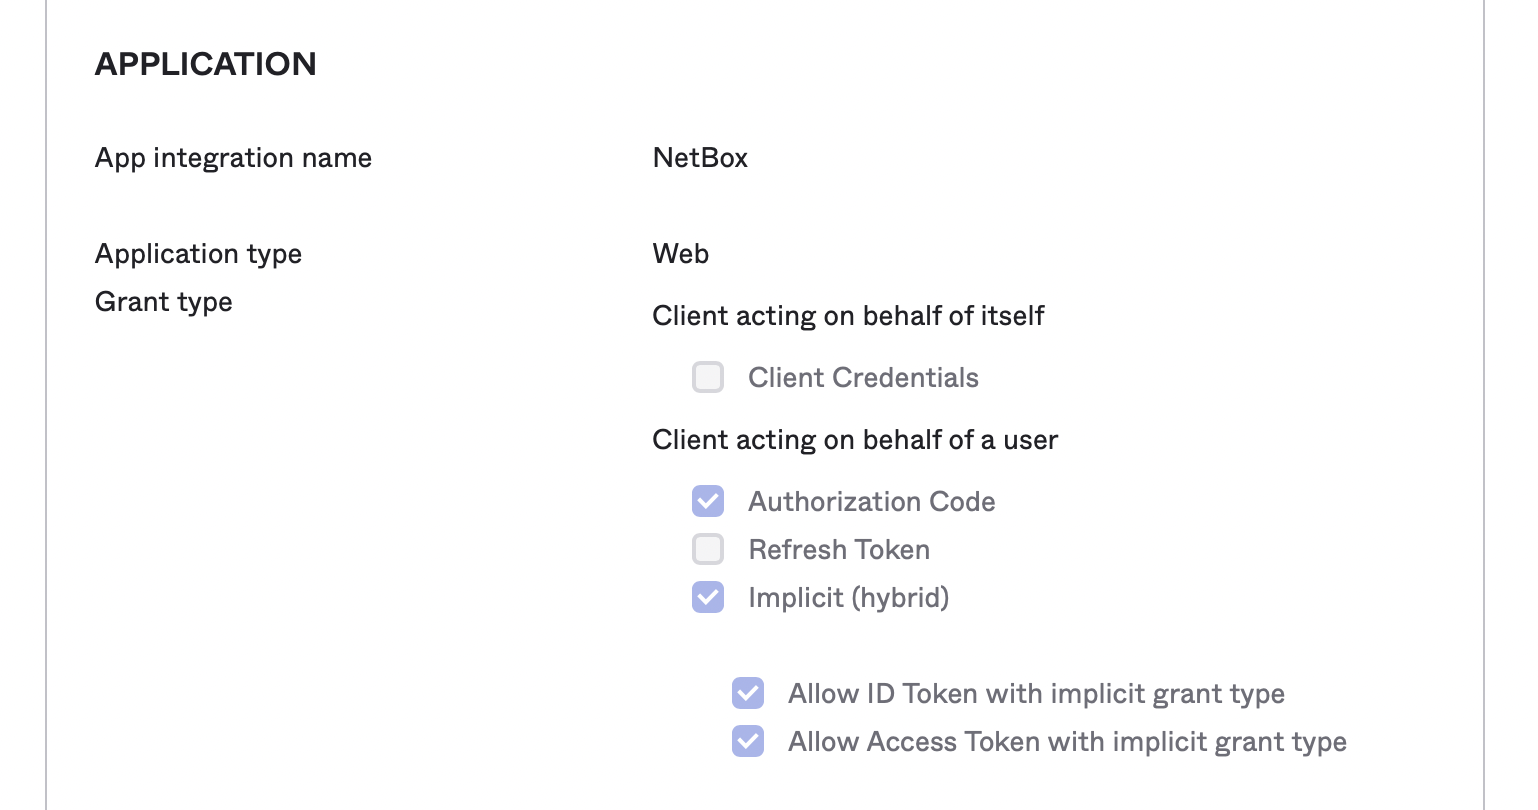 APPLICATION
App integration name
NetBox
Application type
Web
Grant type
Client acting on behalf of itself
Client Credentials
Client acting on behalf of a user
Authorization Code
Refresh Token
Implicit (hybrid)
Allow ID Token with implicit grant type
Allow Access Token with implicit grant type